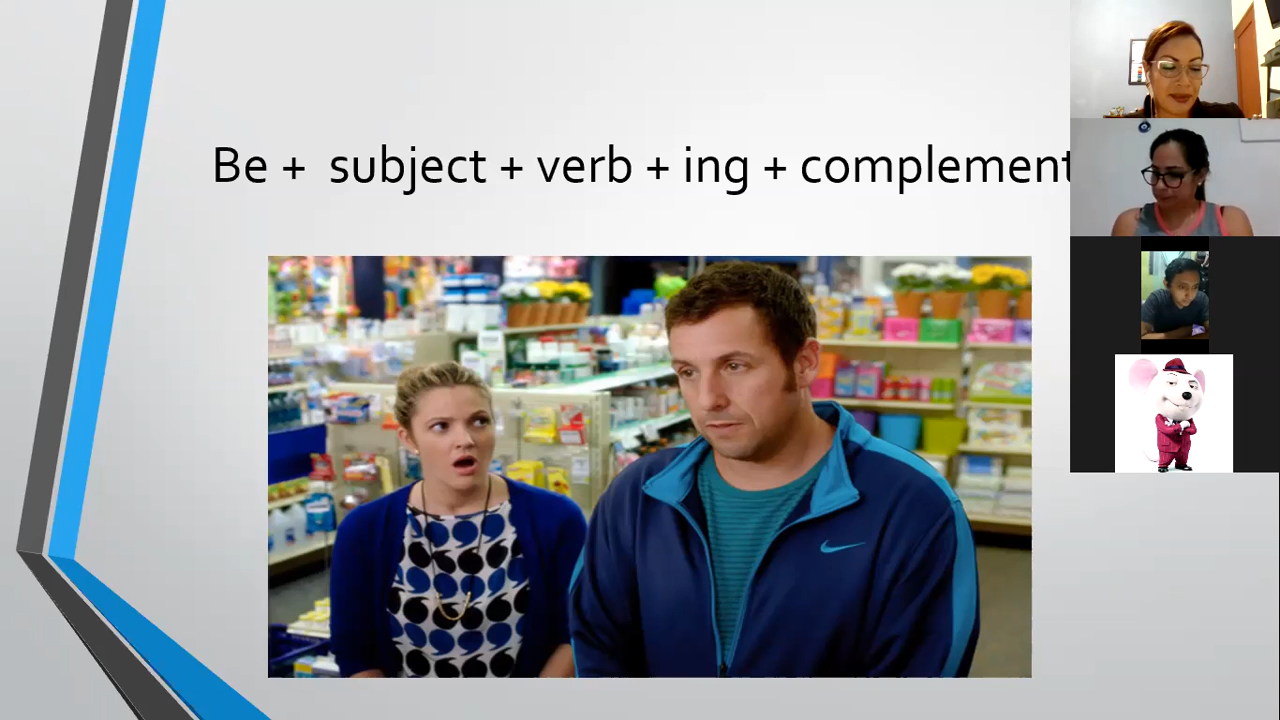 Be + subject + verb + ing + complement